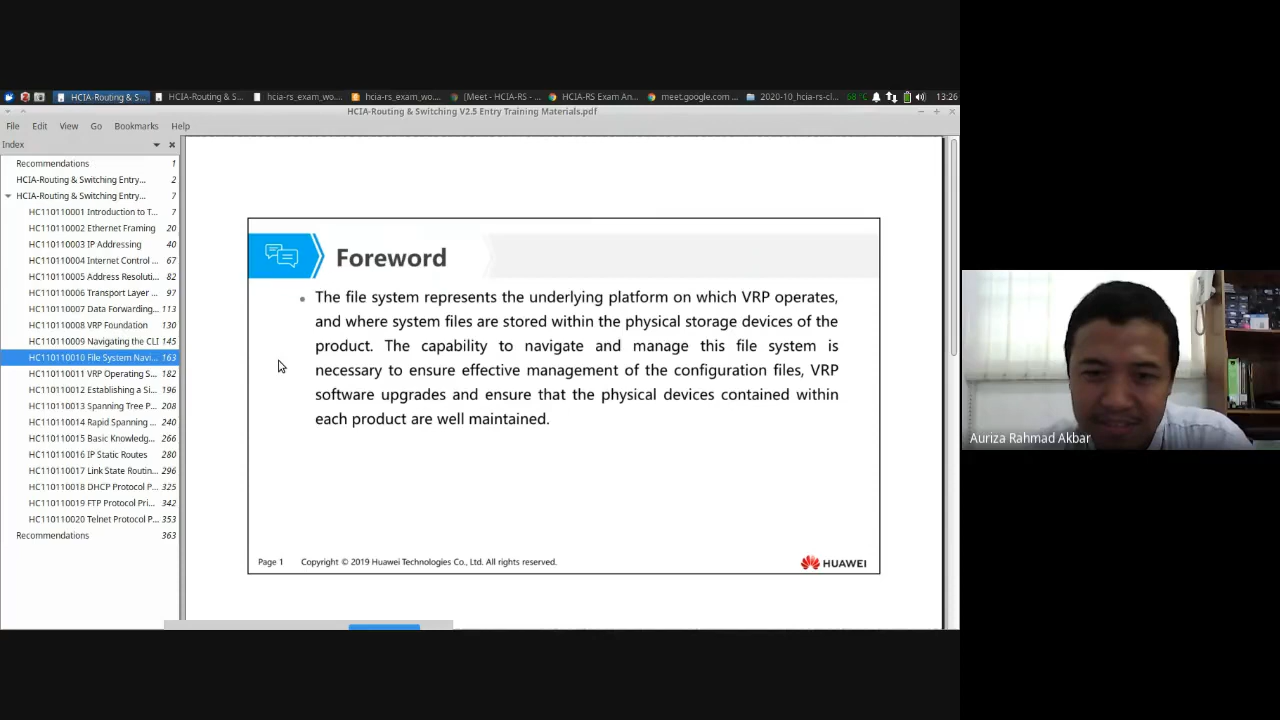 HCIA-Routing & S...
HCIA-Routing & S...
hcia-rs_exam_wo...
hcia-rs_exam_wo...
[Meet - HCIA-RS - ...
HCIA-RS Exam An...
meet.google.com ...
2020-10_hcia-rs-cl...
68°C
13:26
HCIA-Routing & Switching V2.5 Entry Training Materials.pdf
File Edit View Go Bookmarks Help
Index
Recommendations 1
HCIA-Routing & Switching Entry... 2
HCIA-Routing & Switching Entry... 7
HC110110001 Introduction to T... 7
HC110110002 Ethernet Framing 20
HC110110003 IP Addressing 40
HC110110004 Internet Control ... 67
HC110110005 Address Resoluti... 82
HC110110006 Transport Layer ... 97
HC110110007 Data Forwarding... 113
HC110110008 VRP Foundation 130
HC110110009 Navigating the CLI 145
HC110110010 File System Navi... 163
HC110110011 VRP Operating S... 182
HC110110012 Establishing a Si... 196
HC110110013 Spanning Tree P... 208
HC110110014 Rapid Spanning ... 240
HC110110015 Basic Knowledg... 266
HC110110016 IP Static Routes 280
HC110110017 Link State Routin... 296
HC110110018 DHCP Protocol P... 325
HC110110019 FTP Protocol Pri... 342
HC110110020 Telnet Protocol P... 353
Recommendations 363
Foreword
The file system represents the underlying platform on which VRP operates,
and where system files are stored within the physical storage devices of the
product. The capability to navigate and manage this file system is
necessary to ensure effective management of the configuration files, VRP
software upgrades and ensure that the physical devices contained within
each product are well maintained.
Page 1 Copyright © 2019 Huawei Technologies Co., Ltd. All rights reserved.
HUAWEI
Auriza Rahmad Akbar